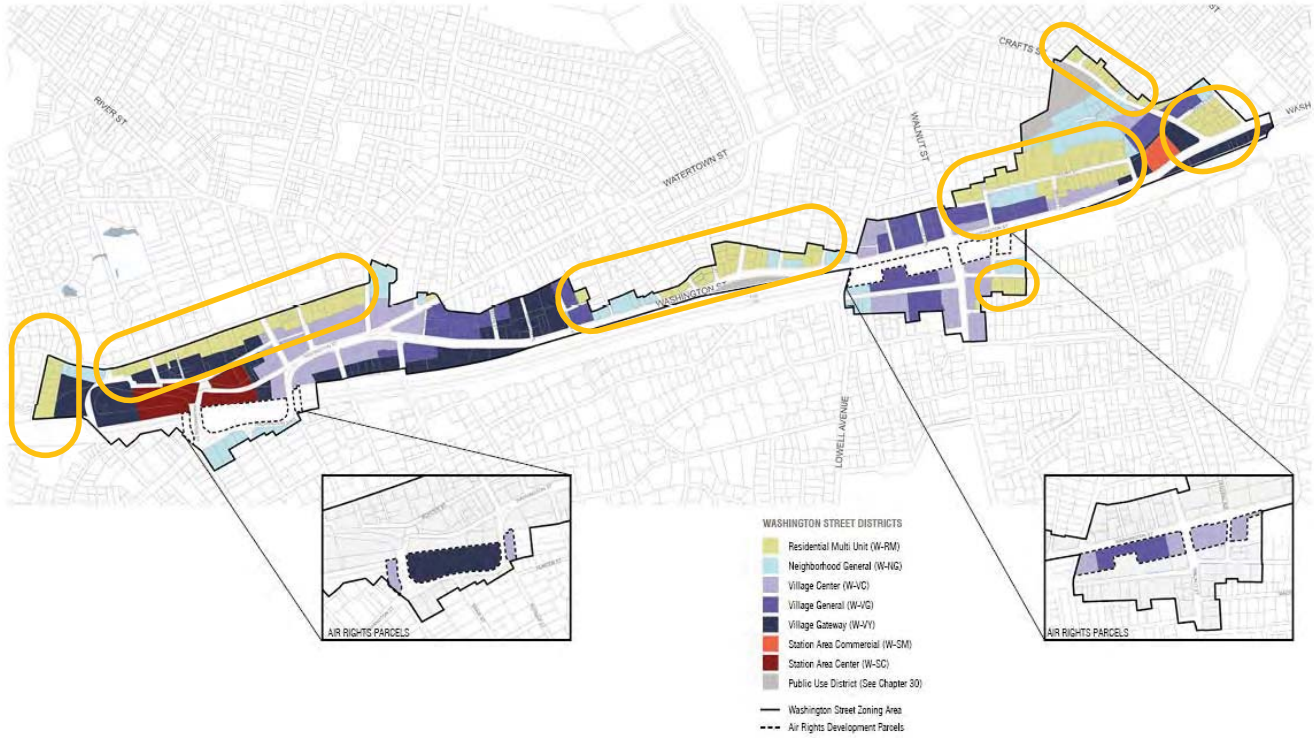 ST
CRAFTS ST
RIVER ST
WASH
WALNUT ST
WATERTOWN ST
WASHINGTON ST
LOWELL AVENUE
AIR RIGHTS PARCELS
AIR RIGHTS PARCELS
WASHINGTON STREET DISTRICTS
Residential Multi Unit (W-RM)
Neighborhood General (W-NG)
Village Center (W-VC)
Village General (W-VG)
Village Gateway (W-VY)
Station Area Commercial (W-SM)
Station Area Center (W-SC)
Public Use District (See Chapter 30)
Washington Street Zoning Area
Air Rights Development Parcels